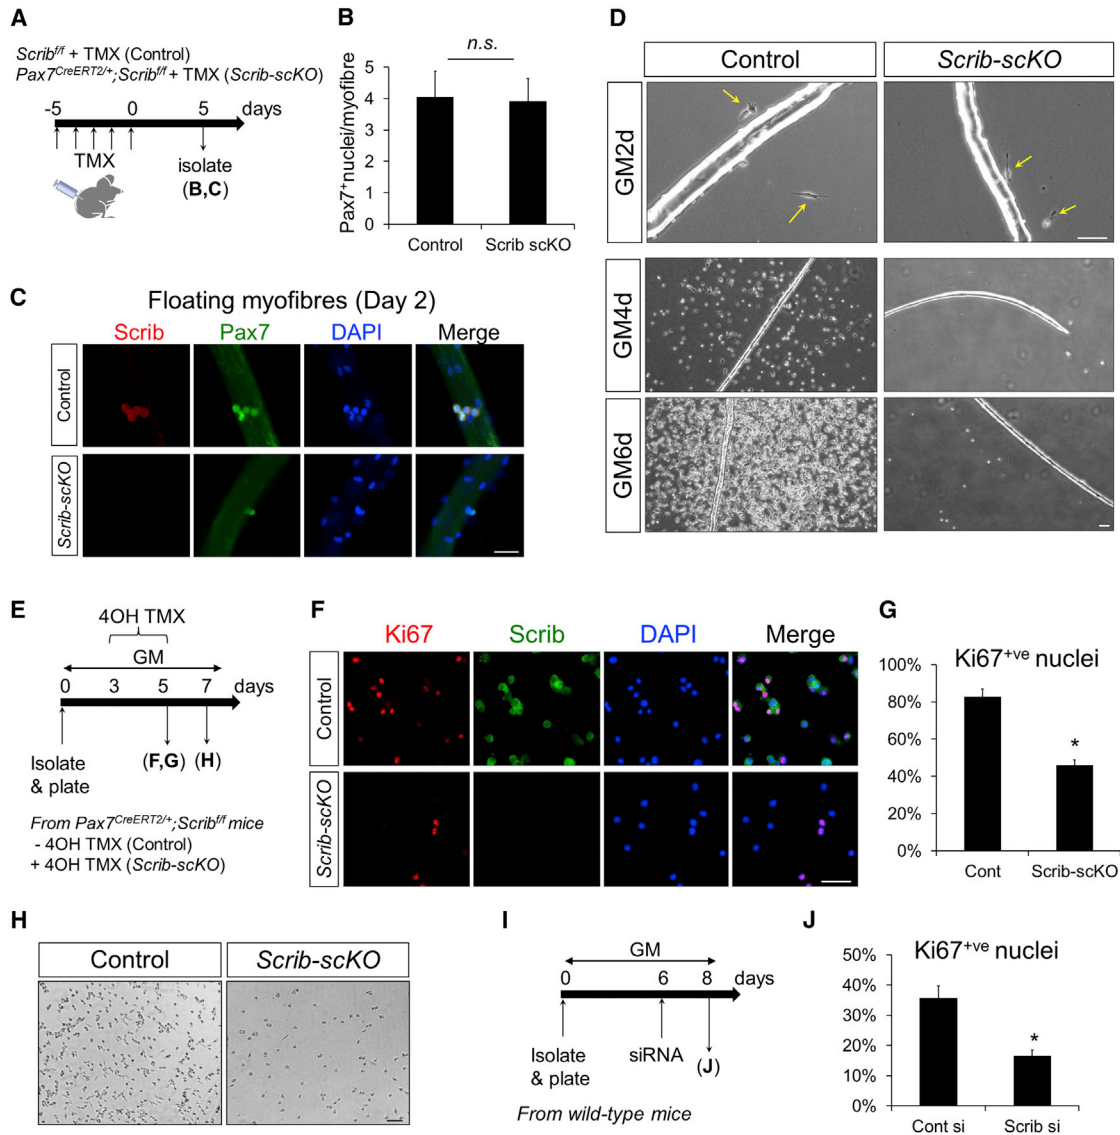 A
Scrib^f/f + TMX (Control)
Pax7^CreERT2/+;Scrib^f/f + TMX (Scrib-scKO)
-5 0 5 days
TMX
isolate
(B,C)
B
n.s.
Pax7⁺nuclei/myofibre
5
4
3
2
1
0
Control Scrib scKO
C
Floating myofibres (Day 2)
Scrib Pax7 DAPI Merge
Control
Scrib-scKO
D
Control Scrib-scKO
GM2d
GM4d
GM6d
E
4OH TMX
GM
0 3 5 7 days
Isolate
& plate
(F,G) (H)
From Pax7^CreERT2/+;Scrib^f/f mice
- 4OH TMX (Control)
+ 4OH TMX (Scrib-scKO)
F
Ki67 Scrib DAPI Merge
Control
Scrib-scKO
G
Ki67^+ve nuclei
100%
80%
60%
40%
20%
0%
*
Cont Scrib-scKO
H
Control Scrib-scKO
I
GM
0 6 8 days
Isolate
& plate
siRNA
(J)
From wild-type mice
J
Ki67^+ve nuclei
50%
40%
30%
20%
10%
0%
*
Cont si Scrib si